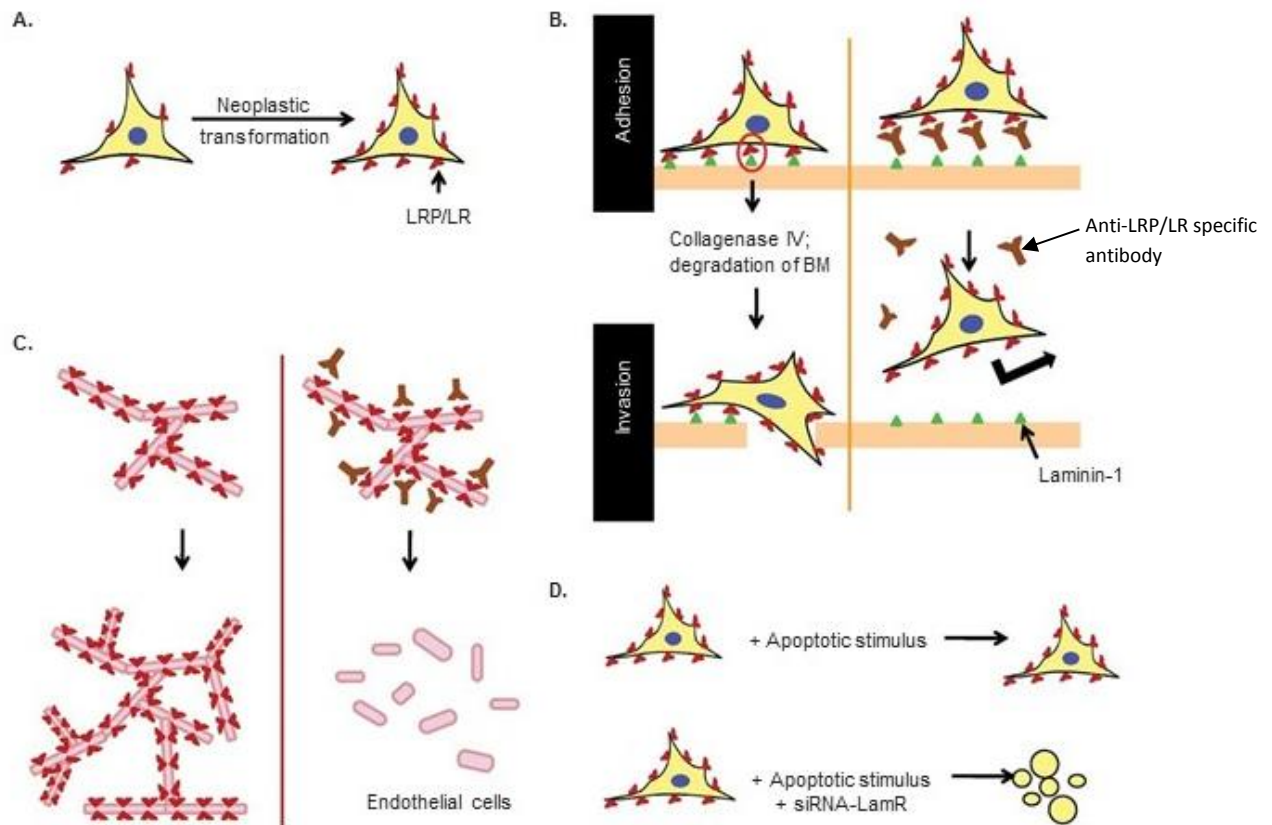 A.
Neoplastic
transformation
LRP/LR
B.
Adhesion
Collagenase IV;
degradation of BM
Anti-LRP/LR specific
antibody
Invasion
Laminin-1
C.
Endothelial cells
D.
+ Apoptotic stimulus
+ Apoptotic stimulus
+ siRNA-LamR